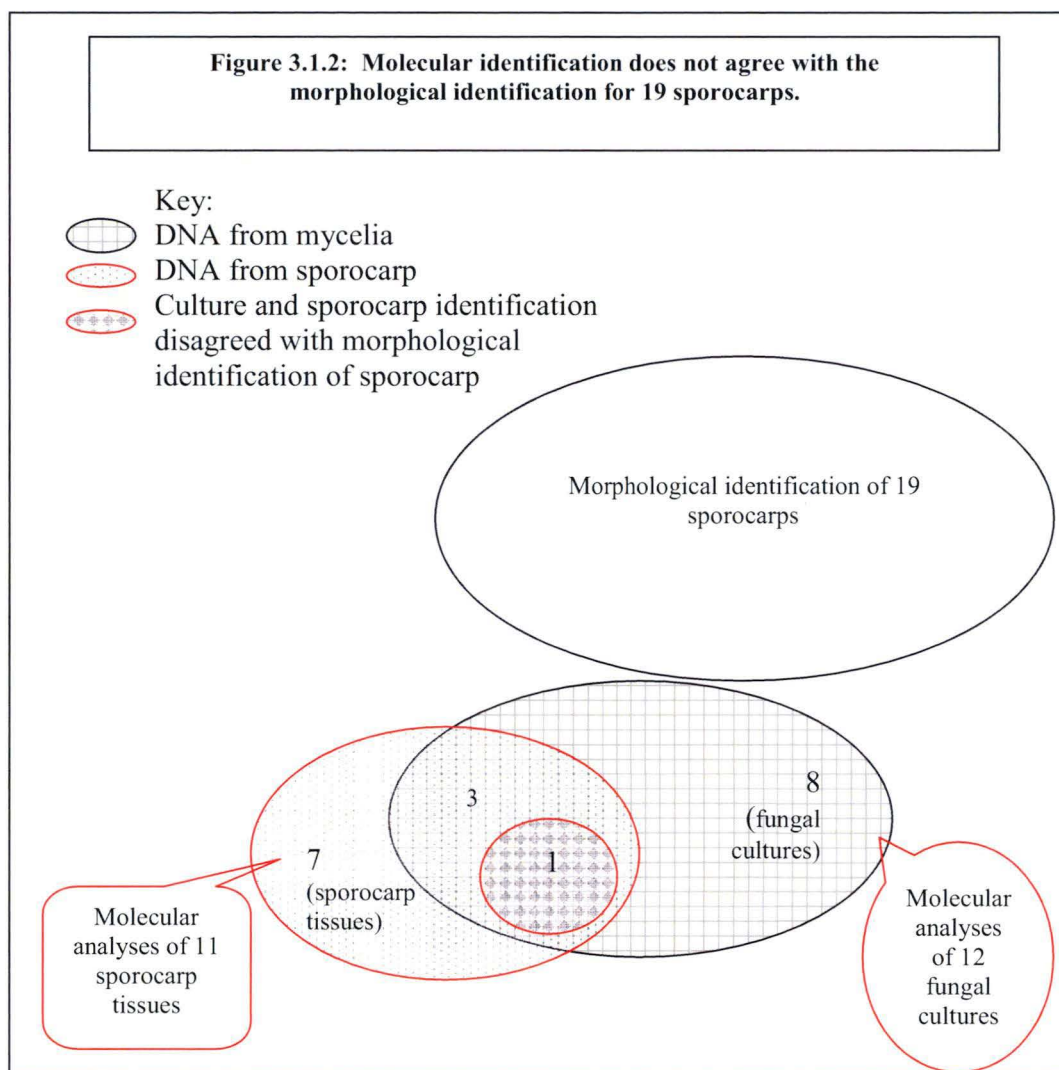 Figure 3.1.2: Molecular identification does not agree with the
morphological identification for 19 sporocarps.
Key:
DNA from mycelia
DNA from sporocarp
Culture and sporocarp identification
disagreed with morphological
identification of sporocarp
Morphological identification of 19
sporocarps
3
8
(fungal
cultures)
1
7
(sporocarp
tissues)
Molecular
analyses of 11
sporocarp
tissues
Molecular
analyses
of 12
fungal
cultures